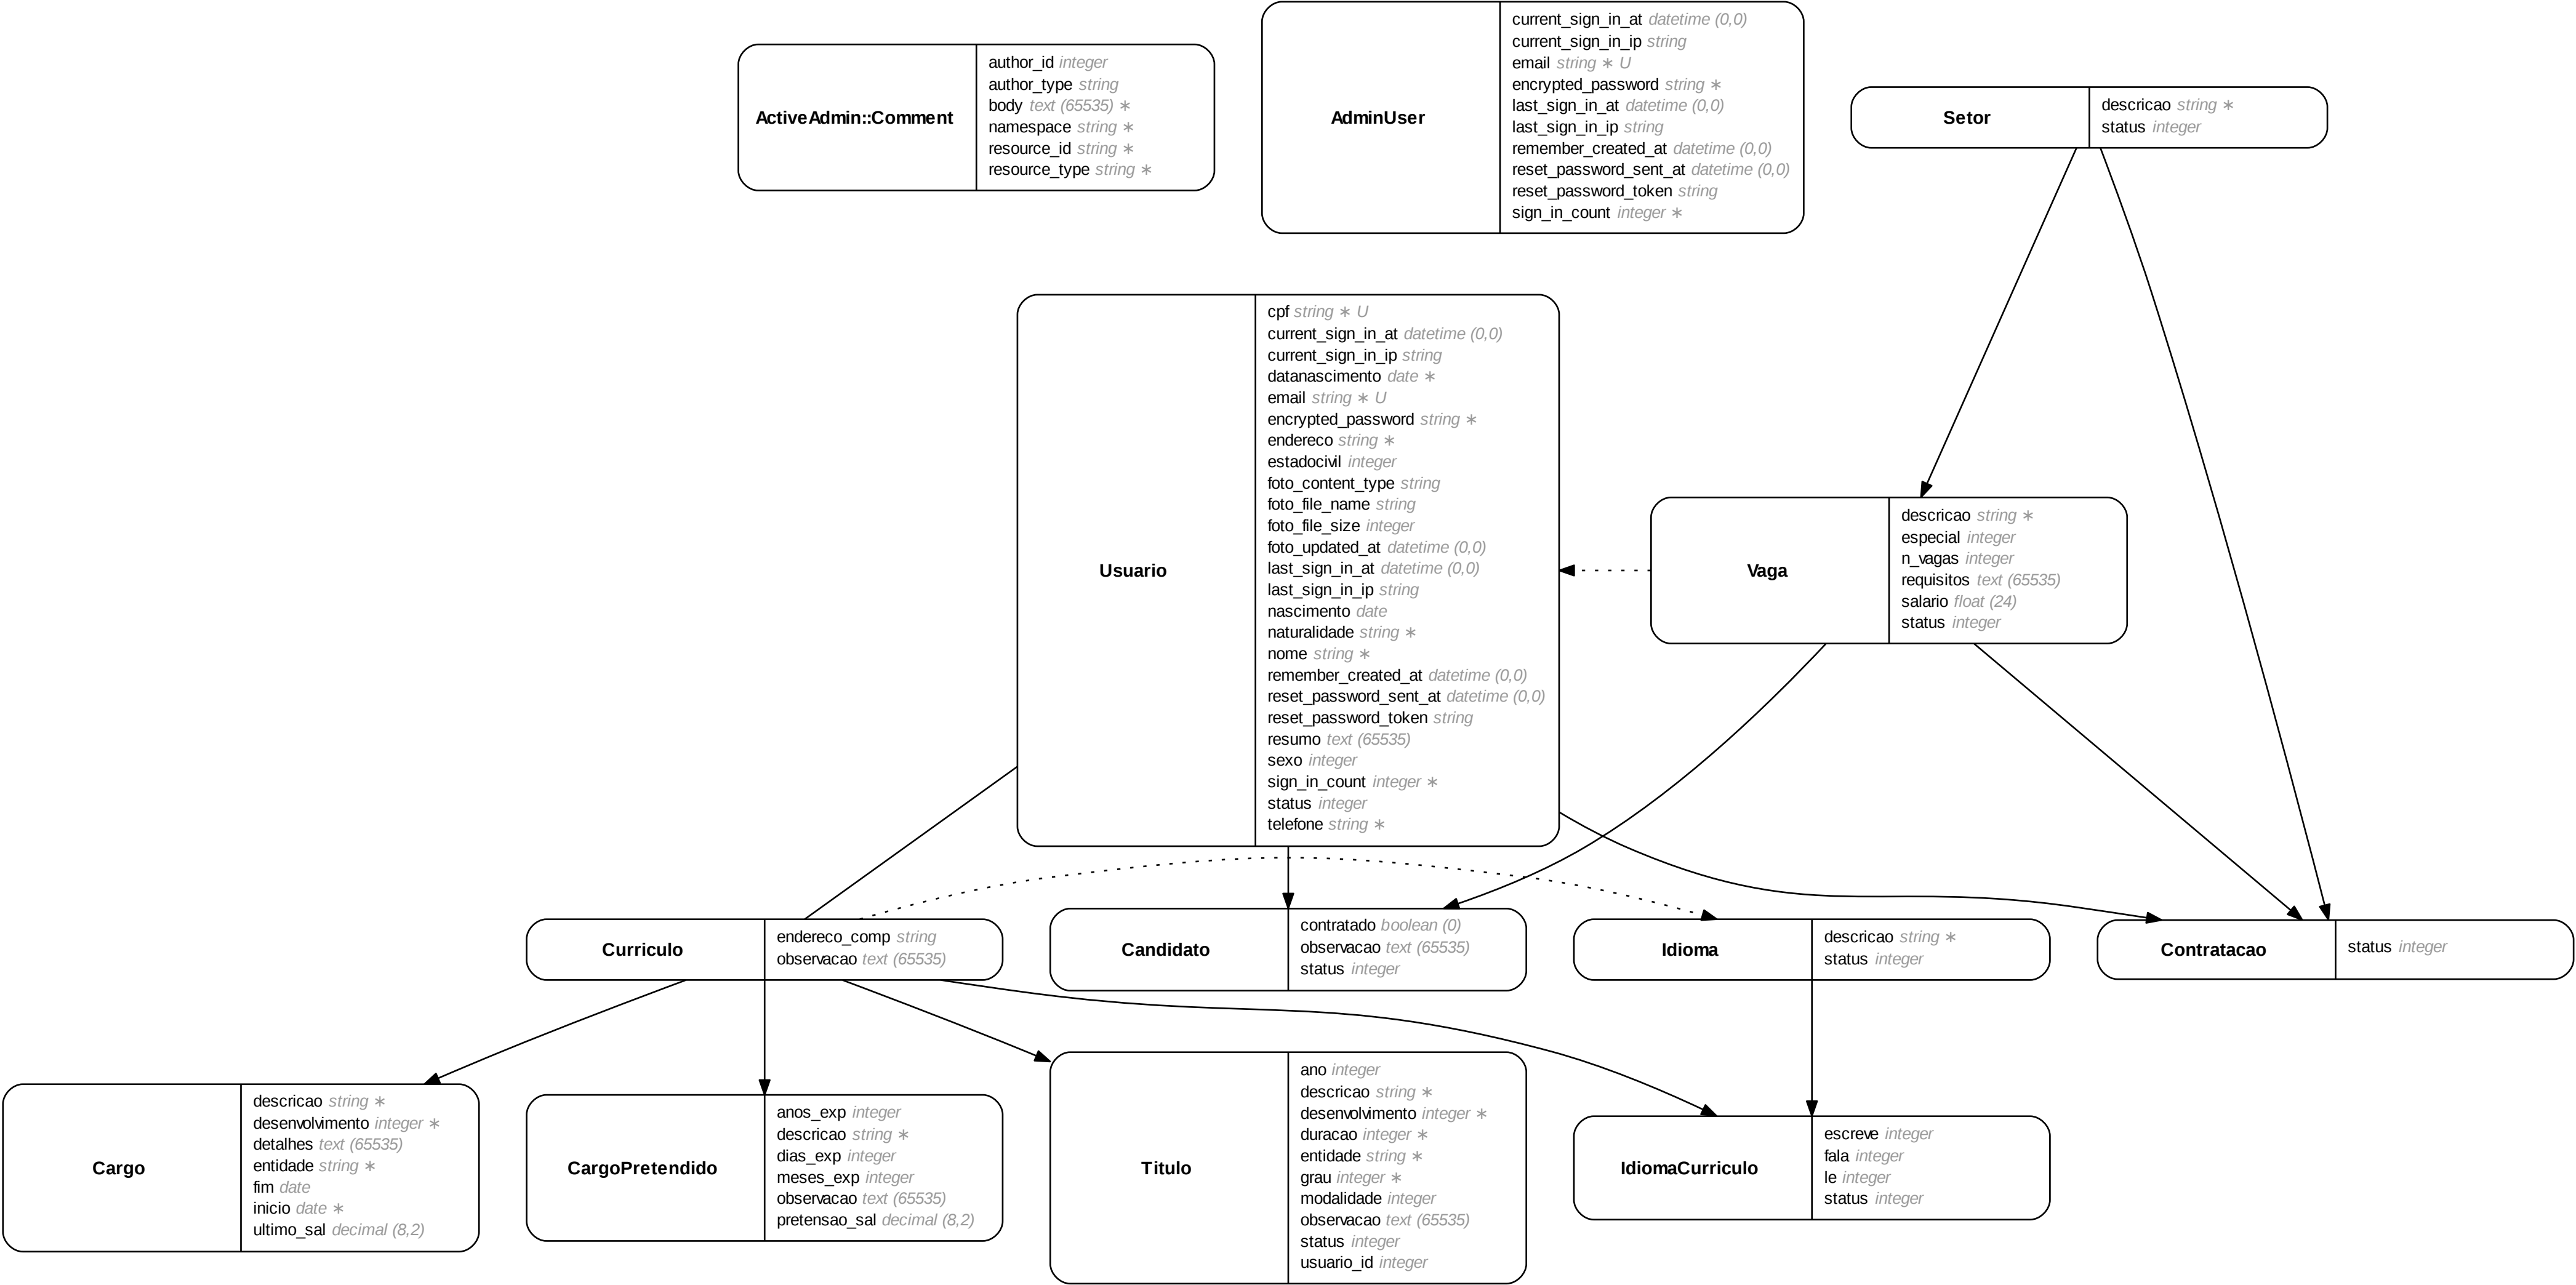 ActiveAdmin::Comment
author_id integer
author_type string
body text (65535) ∗
namespace string ∗
resource_id string ∗
resource_type string ∗
AdminUser
current_sign_in_at datetime (0,0)
current_sign_in_ip string
email string ∗ U
encrypted_password string ∗
last_sign_in_at datetime (0,0)
last_sign_in_ip string
remember_created_at datetime (0,0)
reset_password_sent_at datetime (0,0)
reset_password_token string
sign_in_count integer ∗
Setor
descricao string ∗
status integer
Usuario
cpf string ∗ U
current_sign_in_at datetime (0,0)
current_sign_in_ip string
datanascimento date ∗
email string ∗ U
encrypted_password string ∗
endereco string ∗
estadocivil integer
foto_content_type string
foto_file_name string
foto_file_size integer
foto_updated_at datetime (0,0)
last_sign_in_at datetime (0,0)
last_sign_in_ip string
nascimento date
naturalidade string ∗
nome string ∗
remember_created_at datetime (0,0)
reset_password_sent_at datetime (0,0)
reset_password_token string
resumo text (65535)
sexo integer
sign_in_count integer ∗
status integer
telefone string ∗
Vaga
descricao string ∗
especial integer
n_vagas integer
requisitos text (65535)
salario float (24)
status integer
Curriculo
endereco_comp string
observacao text (65535)
Candidato
contratado boolean (0)
observacao text (65535)
status integer
Idioma
descricao string ∗
status integer
Contratacao
status integer
Cargo
descricao string ∗
desenvolvimento integer ∗
detalhes text (65535)
entidade string ∗
fim date
inicio date ∗
ultimo_sal decimal (8,2)
CargoPretendido
anos_exp integer
descricao string ∗
dias_exp integer
meses_exp integer
observacao text (65535)
pretensao_sal decimal (8,2)
Titulo
ano integer
descricao string ∗
desenvolvimento integer ∗
duracao integer ∗
entidade string ∗
grau integer ∗
modalidade integer
observacao text (65535)
status integer
usuario_id integer
IdiomaCurriculo
escreve integer
fala integer
le integer
status integer